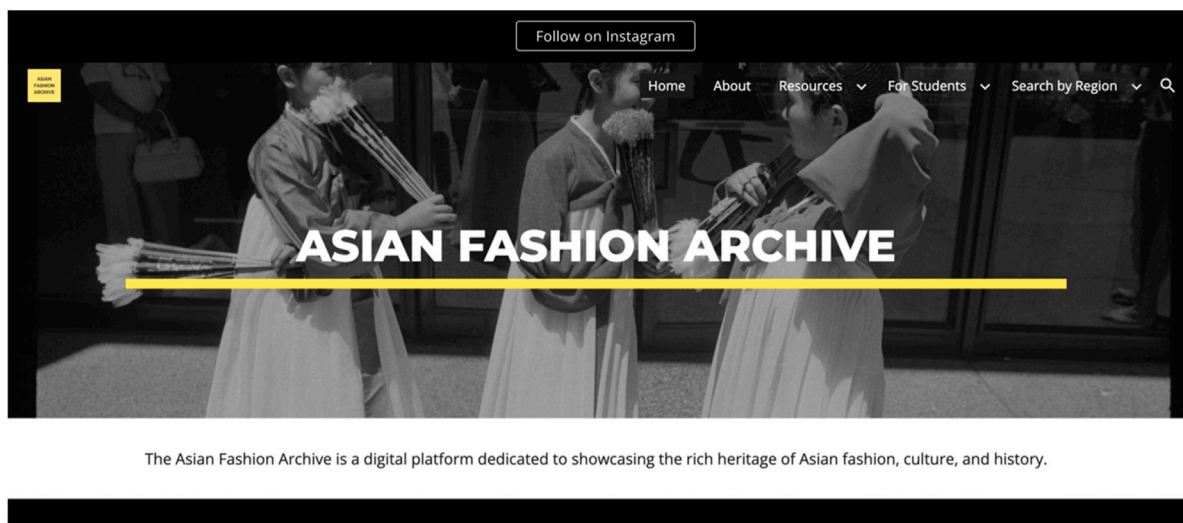 Follow on Instagram
ASIAN
FASHION
ARCHIVE
Home About Resources For Students Search by Region
ASIAN FASHION ARCHIVE
The Asian Fashion Archive is a digital platform dedicated to showcasing the rich heritage of Asian fashion, culture, and history.